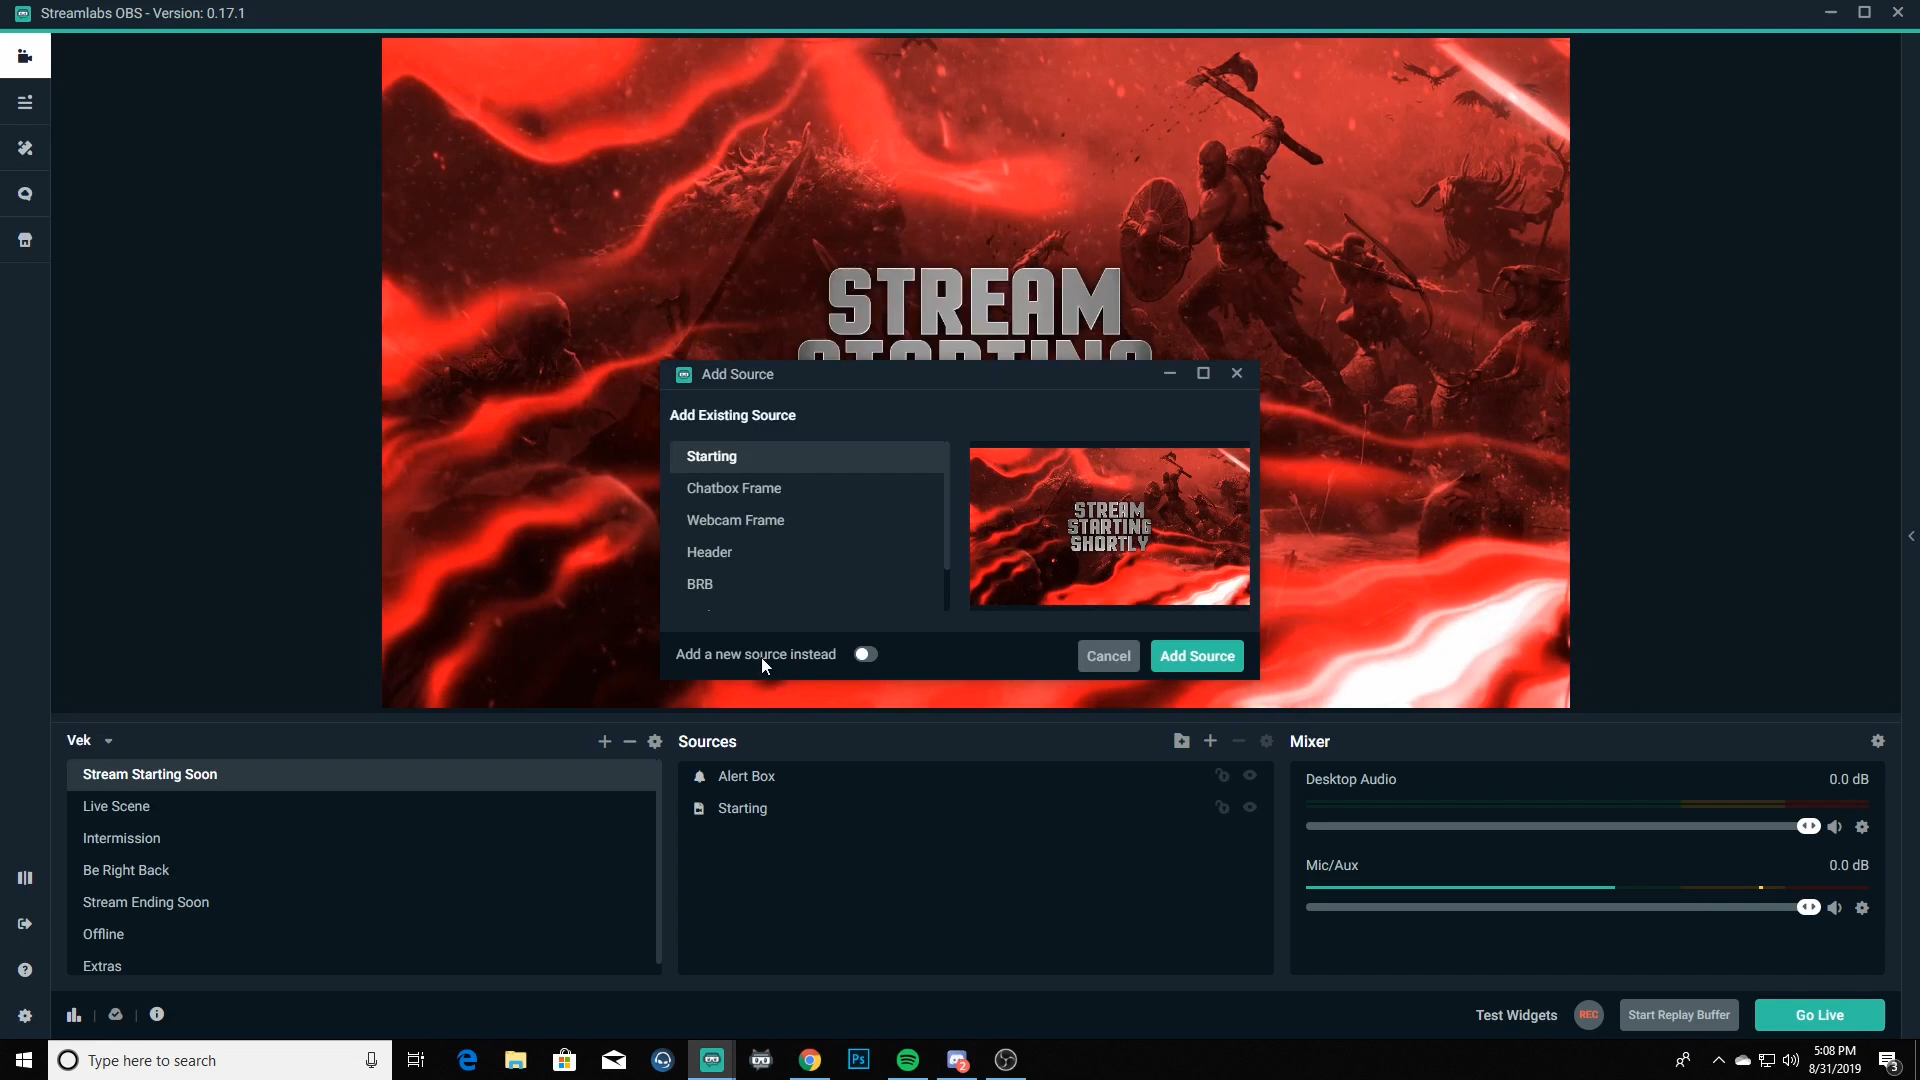 Streamlabs OBS - Version: 0.17.1
STREAM
STARTING
Add Source
Add Existing Source
Starting
Chatbox Frame
Webcam Frame
Header
BRB
STREAM
STARTING
SHORTLY
Add a new source instead
Cancel
Add Source
Vek
Stream Starting Soon
Live Scene
Intermission
Be Right Back
Stream Ending Soon
Offline
Extras
Sources
Alert Box
Starting
Mixer
Desktop Audio
0.0 dB
Mic/Aux
0.0 dB
Test Widgets
REC
Start Replay Buffer
Go Live
Type here to search
Ps
2
5:08 PM
8/31/2019
3